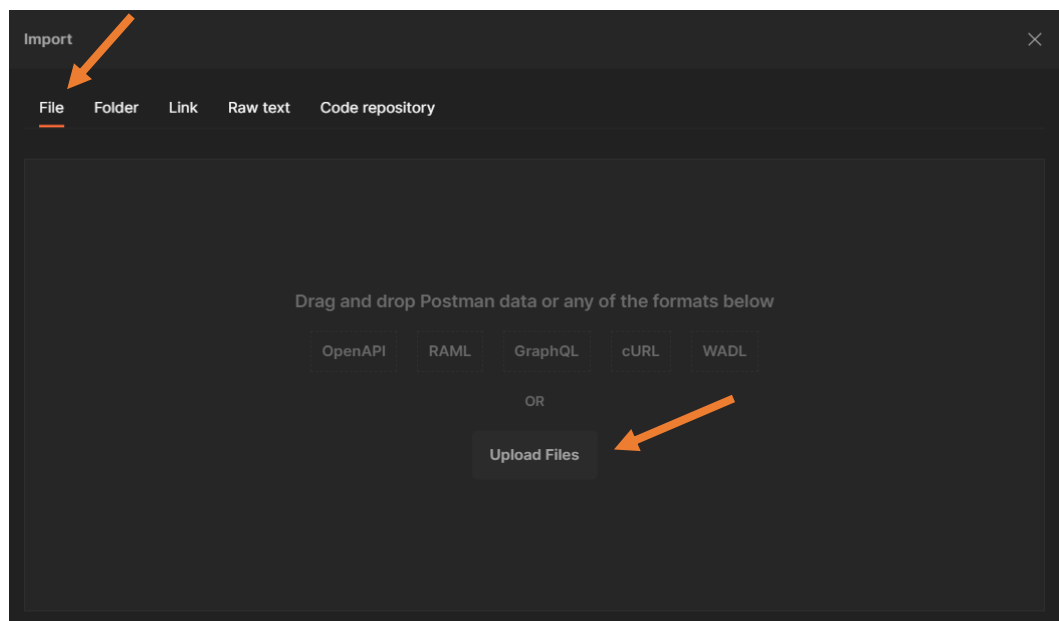 Import
File Folder Link Raw text Code repository
Drag and drop Postman data or any of the formats below
OpenAPI RAML GraphQL cURL WADL
OR
Upload Files